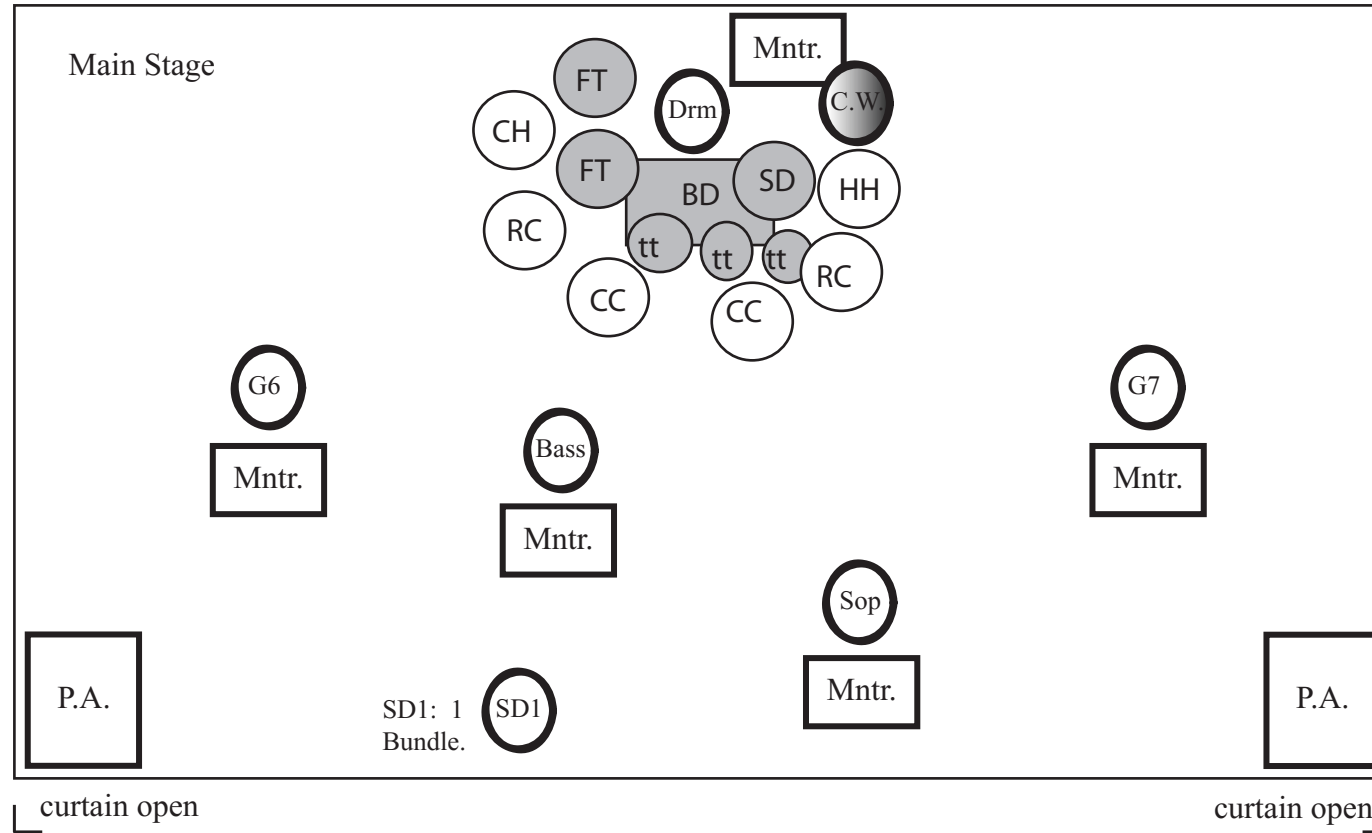 Main Stage
Mntr.
FT
Drm
C.W.
CH
FT
BD
SD
HH
RC
tt
tt
tt
RC
CC
CC
G6
G7
Mntr.
Bass
Mntr.
Mntr.
Sop
Mntr.
P.A.
SD1: 1
Bundle.
SD1
P.A.
curtain open
curtain open